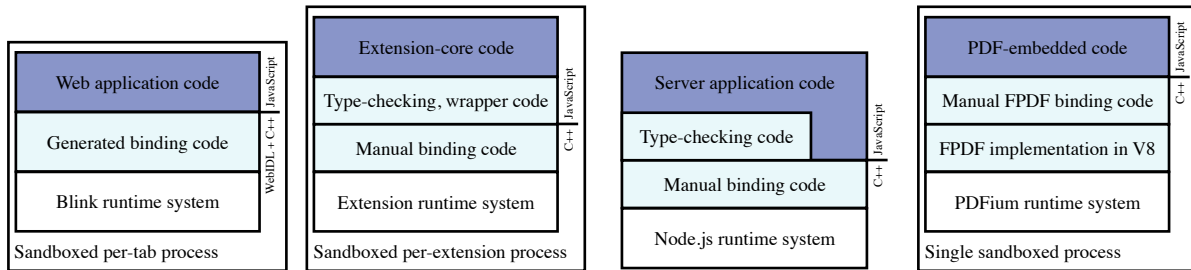 Web application code
Generated binding code
Blink runtime system
Sandboxed per-tab process
JavaScript
WebIDL + C++
Extension-core code
Type-checking, wrapper code
Manual binding code
Extension runtime system
Sandboxed per-extension process
JavaScript
C++
Server application code
Type-checking code
Manual binding code
Node.js runtime system
JavaScript
C++
PDF-embedded code
Manual FPDF binding code
FPDF implementation in V8
PDFium runtime system
Single sandboxed process
JavaScript
C++